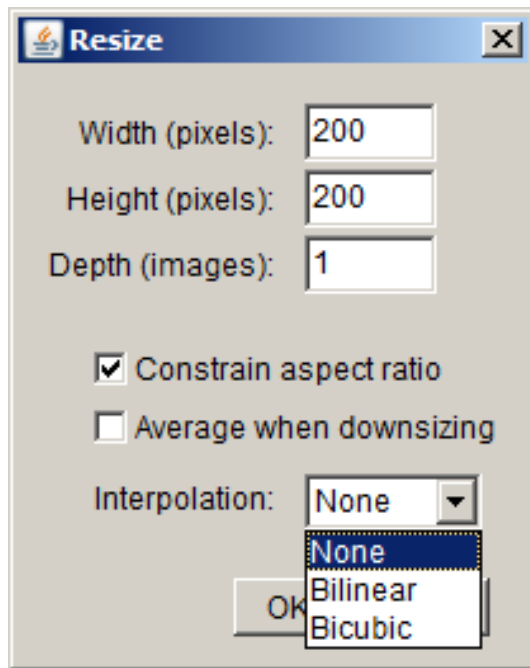 Resize
Width (pixels): 200
Height (pixels): 200
Depth (images): 1
Constrain aspect ratio
Average when downsizing
Interpolation: None
None
Bilinear
OK
Bicubic